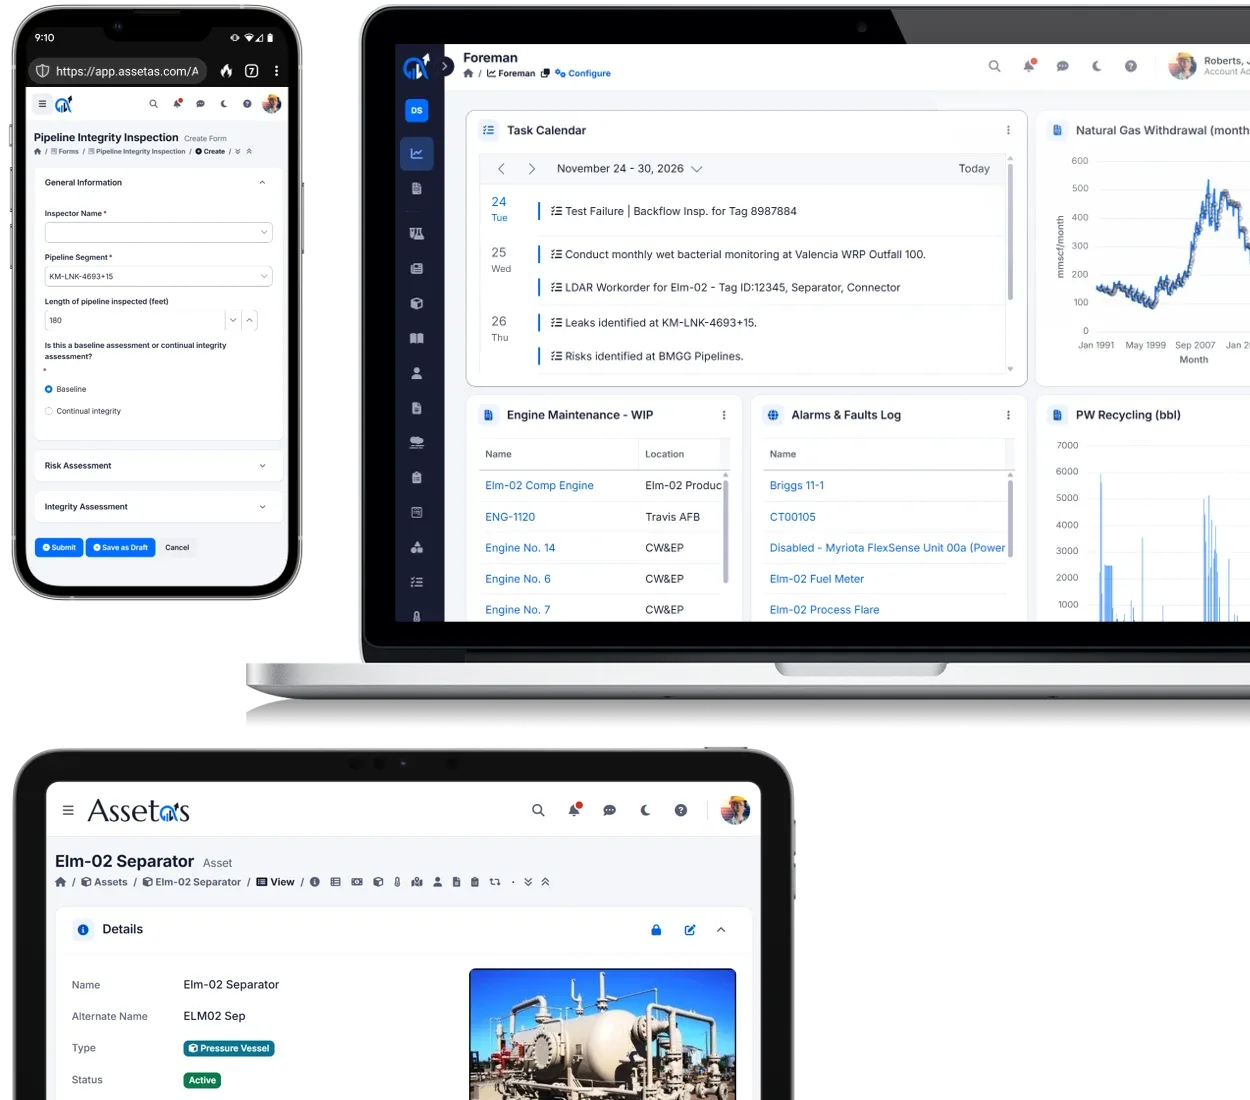 9:10
https://app.assetas.com/A
7
Pipeline Integrity Inspection Create Form
/ Forms / Pipeline Integrity Inspection / Create /
General Information
Inspector Name *
Pipeline Segment *
KM-LNK-4693+15
Length of pipeline inspected (feet)
180
Is this a baseline assessment or continual integrity
assessment?
*
Baseline
Continual integrity
Risk Assessment
Integrity Assessment
Submit Save as Draft Cancel
Foreman
/ Foreman Configure
Roberts, J
Account Ad
DS
Task Calendar
November 24 - 30, 2026 Today
24
Tue
Test Failure | Backflow Insp. for Tag 8987884
25
Wed
Conduct monthly wet bacterial monitoring at Valencia WRP Outfall 100.
LDAR Workorder for Elm-02 - Tag ID:12345, Separator, Connector
26
Thu
Leaks identified at KM-LNK-4693+15.
Risks identified at BMGG Pipelines.
Natural Gas Withdrawal (month
600
500
400
300
200
100
0
mmscf/month
Jan 1991 May 1999 Sep 2007 Jan 20
Month
Engine Maintenance - WIP
Name Location
Elm-02 Comp Engine Elm-02 Produc
ENG-1120 Travis AFB
Engine No. 14 CW&EP
Engine No. 6 CW&EP
Engine No. 7 CW&EP
Alarms & Faults Log
Name
Briggs 11-1
CT00105
Disabled - Myriota FlexSense Unit 00a (Power
Elm-02 Fuel Meter
Elm-02 Process Flare
PW Recycling (bbl)
7000
6000
5000
4000
3000
2000
1000
Assetas
Elm-02 Separator Asset
/ Assets / Elm-02 Separator / View /
Details
Name Elm-02 Separator
Alternate Name ELM02 Sep
Type Pressure Vessel
Status Active